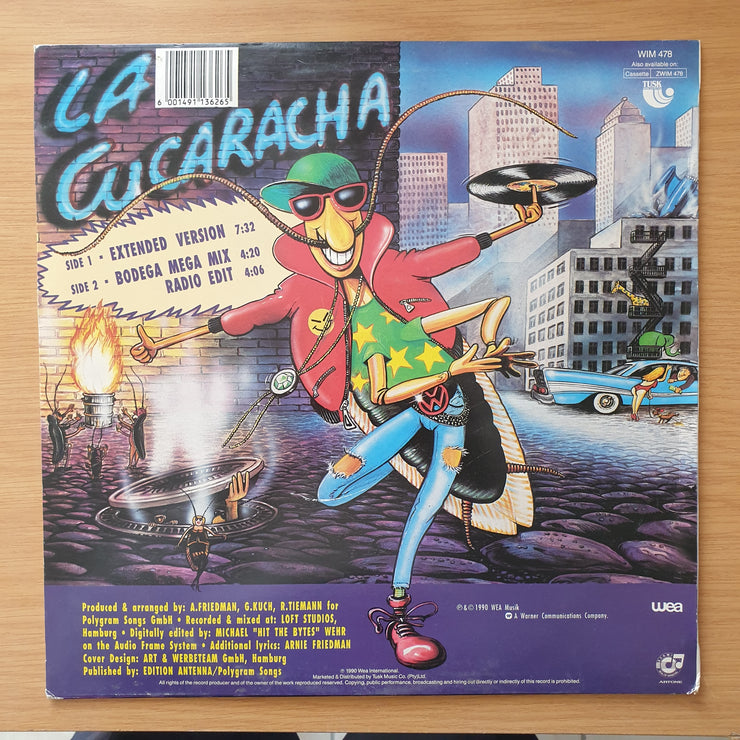 LA
CUCARACHA
6 001491 136265
WIM 478
Also available on:
Cassette ZWIM 478
TUSK
SIDE 1 - EXTENDED VERSION 7:32
SIDE 2 - BODEGA MEGA MIX 4:20
RADIO EDIT 4:06
Produced & arranged by: A.FRIEDMAN, G.KUCH, R.TIEMANN for
Polygram Songs GmbH • Recorded & mixed at: LOFT STUDIOS,
Hamburg • Digitally edited by: MICHAEL "HIT THE BYTES" WEHR
on the Audio Frame System • Additional lyrics: ARNIE FRIEDMAN
Cover Design: ART & WERBETEAM GmbH, Hamburg
Published by: EDITION ANTENNA/Polygram Songs
℗ & © 1990 WEA Musik
A Warner Communications Company.
wea
℗ 1990 Wea International.
Marketed & Distributed by Tusk Music Co. (Pty)Ltd.
All rights of the record producer and of the owner of the work reproduced reserved. Copying, public performance, broadcasting and hiring out directly or indirectly of this record is prohibited.
ARTONE